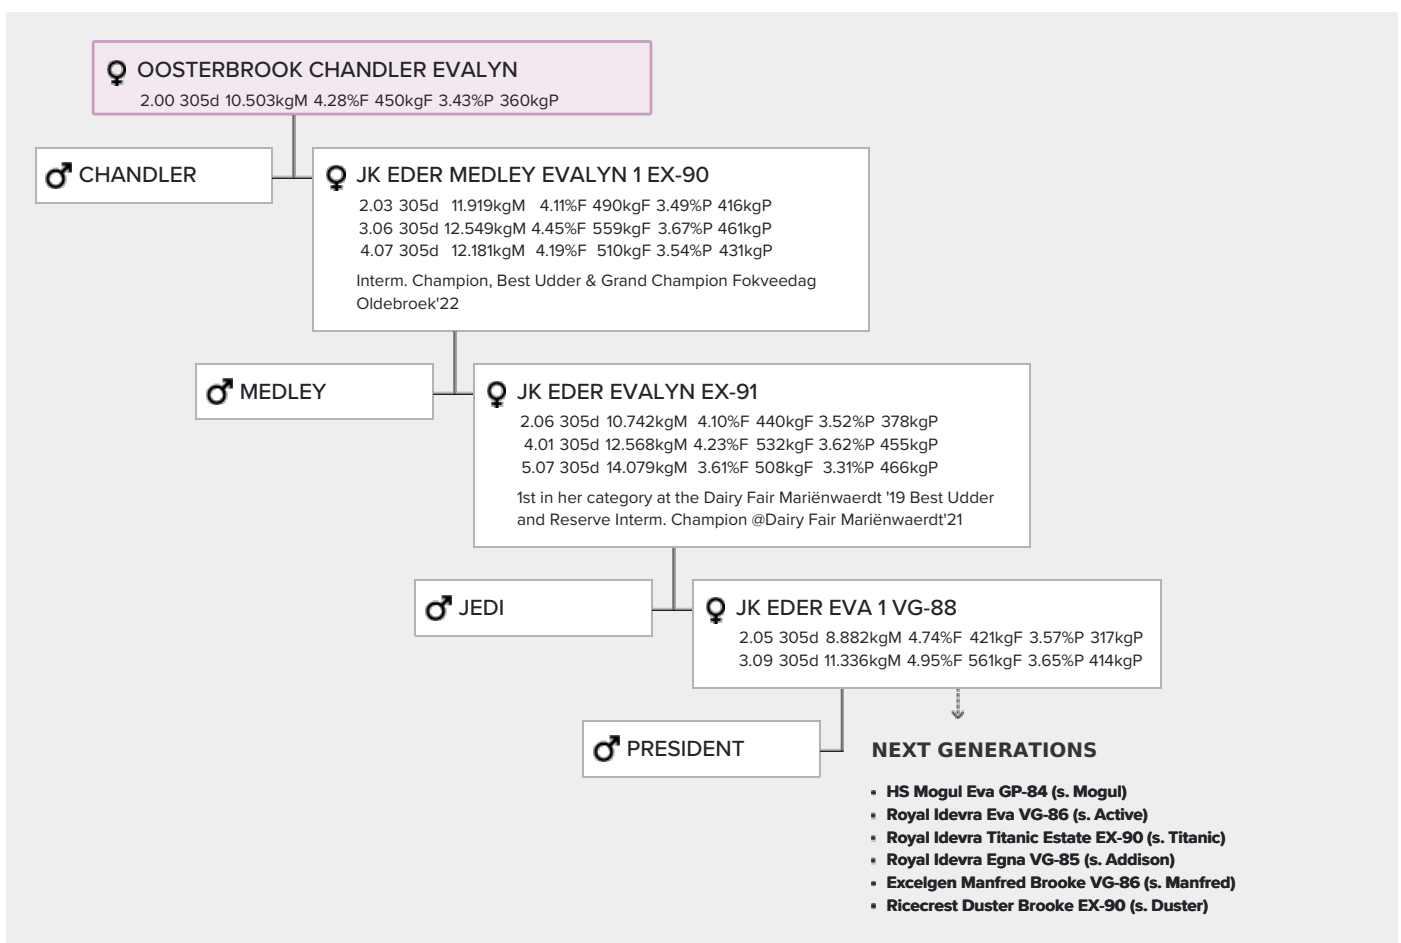 OOSTERBROOK CHANDLER EVALYN
2.00 305d 10.503kgM 4.28%F 450kgF 3.43%P 360kgP
CHANDLER
JK EDER MEDLEY EVALYN 1 EX-90
2.03 305d 11.919kgM 4.11%F 490kgF 3.49%P 416kgP
3.06 305d 12.549kgM 4.45%F 559kgF 3.67%P 461kgP
4.07 305d 12.181kgM 4.19%F 510kgF 3.54%P 431kgP
Interm. Champion, Best Udder & Grand Champion Fokveedag
Oldebroek'22
MEDLEY
JK EDER EVALYN EX-91
2.06 305d 10.742kgM 4.10%F 440kgF 3.52%P 378kgP
4.01 305d 12.568kgM 4.23%F 532kgF 3.62%P 455kgP
5.07 305d 14.079kgM 3.61%F 508kgF 3.31%P 466kgP
1st in her category at the Dairy Fair Mariënwaerdt '19 Best Udder
and Reserve Interm. Champion @Dairy Fair Mariënwaerdt'21
JEDI
JK EDER EVA 1 VG-88
2.05 305d 8.882kgM 4.74%F 421kgF 3.57%P 317kgP
3.09 305d 11.336kgM 4.95%F 561kgF 3.65%P 414kgP
PRESIDENT
NEXT GENERATIONS
HS Mogul Eva GP-84 (s. Mogul)
Royal Idevra Eva VG-86 (s. Active)
Royal Idevra Titanic Estate EX-90 (s. Titanic)
Royal Idevra Egna VG-85 (s. Addison)
Excelgen Manfred Brooke VG-86 (s. Manfred)
Ricecrest Duster Brooke EX-90 (s. Duster)